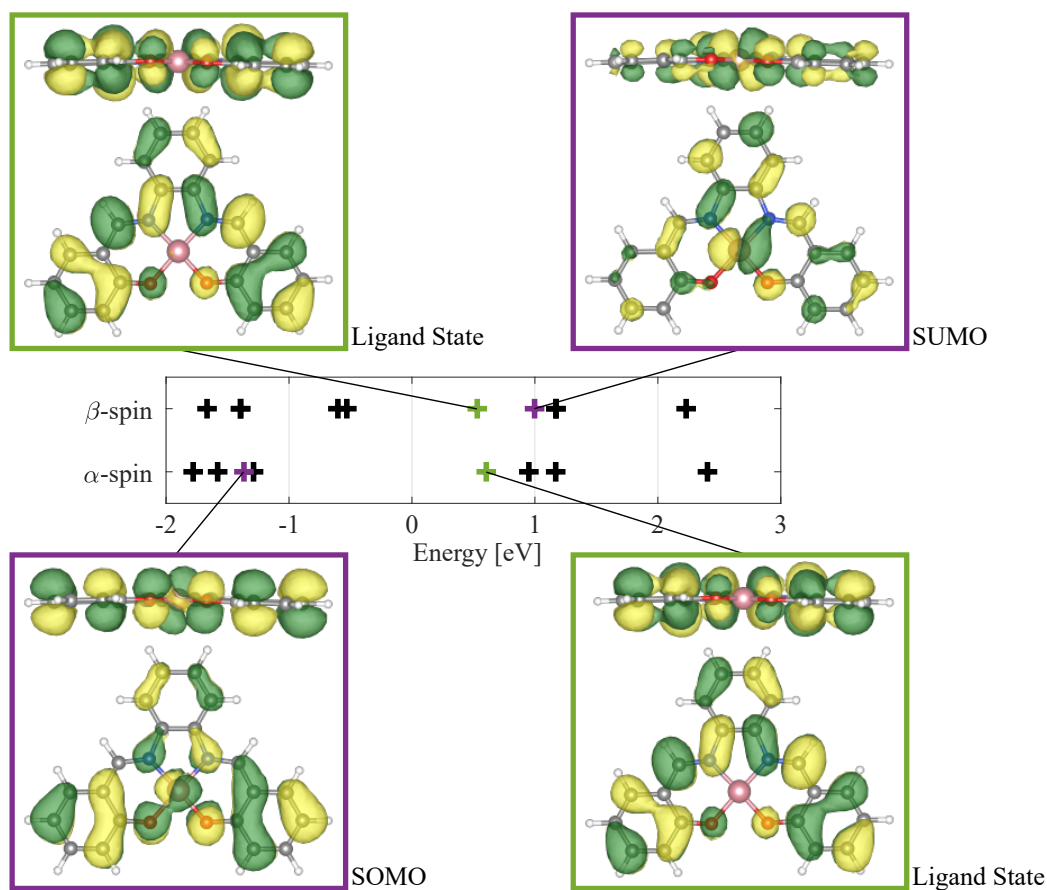 Ligand State
SUMO
β-spin
α-spin
-2 -1 0 1 2 3
Energy [eV]
SOMO
Ligand State